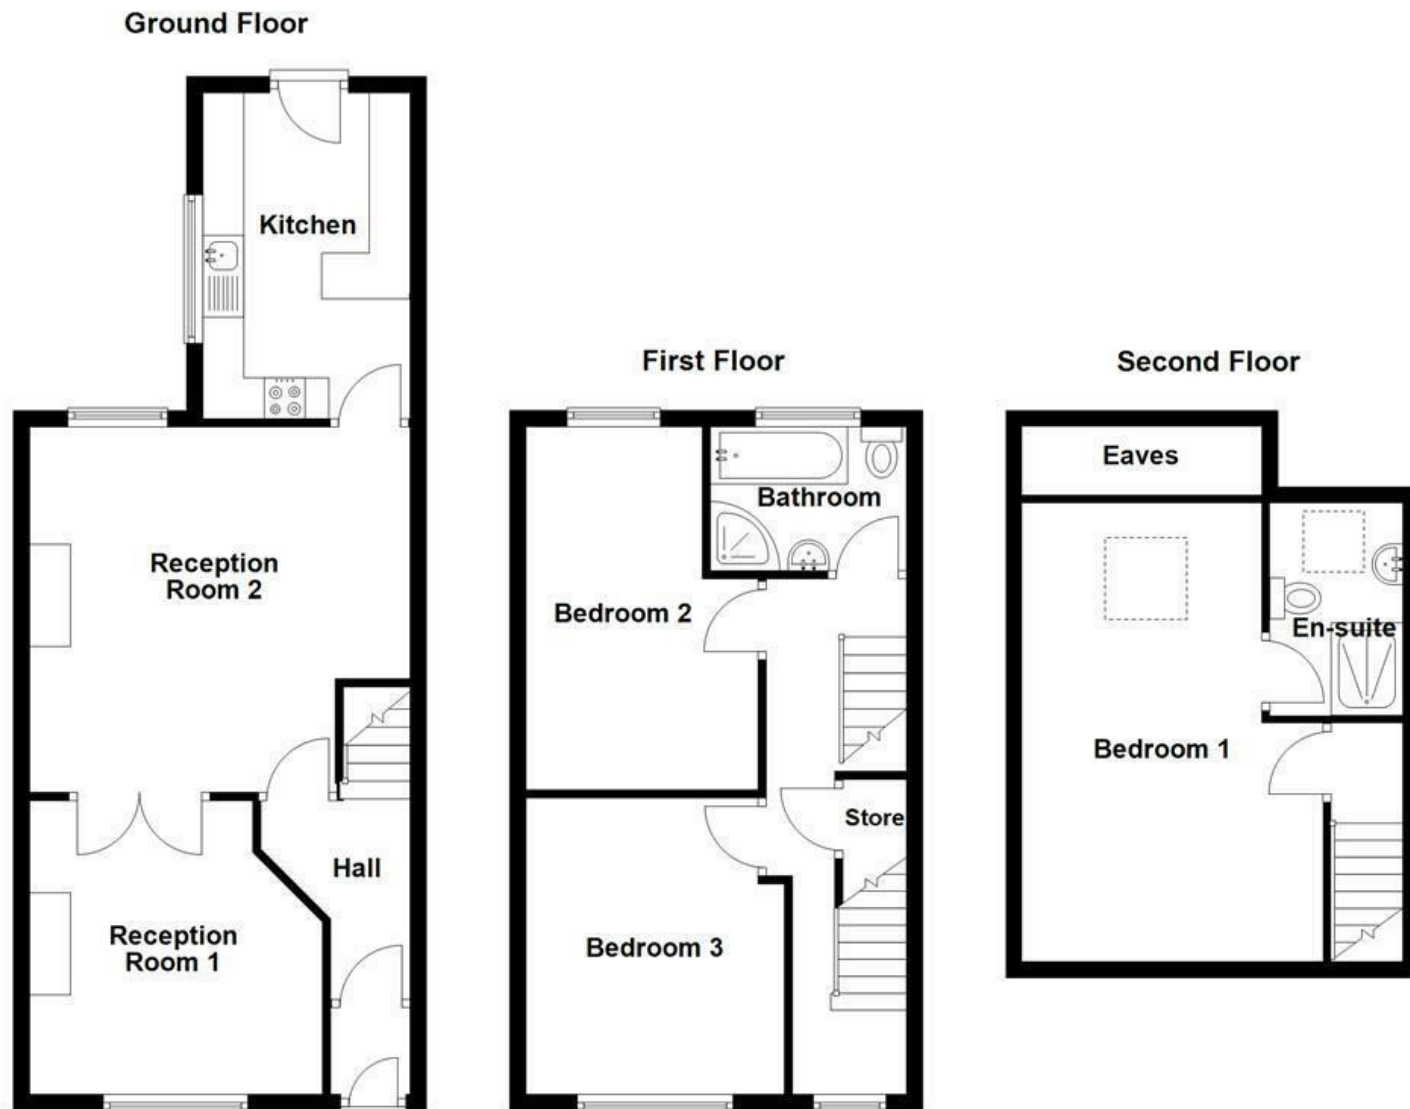 Ground Floor
Kitchen
Reception
Room 2
Hall
Reception
Room 1
First Floor
Bathroom
Bedroom 2
Store
Bedroom 3
Second Floor
Eaves
En-suite
Bedroom 1